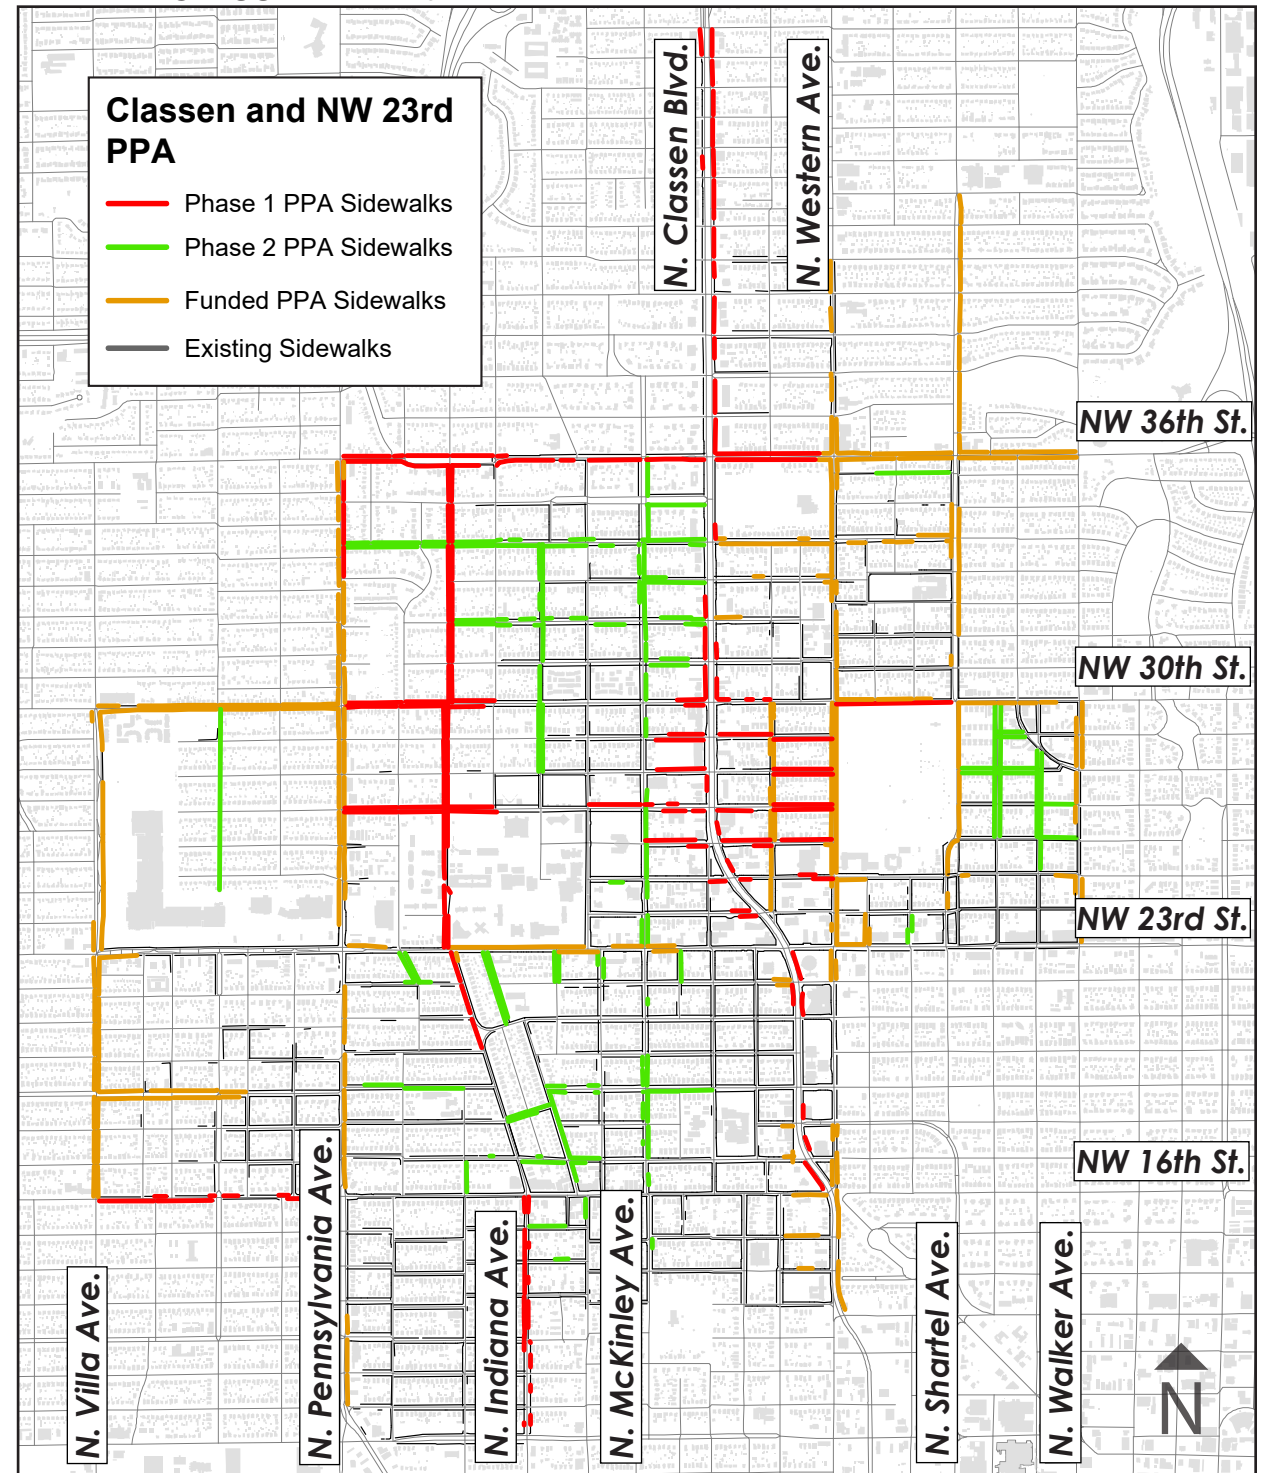 Classen and NW 23rd
PPA
Phase 1 PPA Sidewalks
Phase 2 PPA Sidewalks
Funded PPA Sidewalks
Existing Sidewalks
N. Classen Blvd.
N. Western Ave.
NW 36th St.
NW 30th St.
NW 23rd St.
NW 16th St.
N. Villa Ave.
N. Pennsylvania Ave.
N. Indiana Ave.
N. McKinley Ave.
N. Shartel Ave.
N. Walker Ave.
N